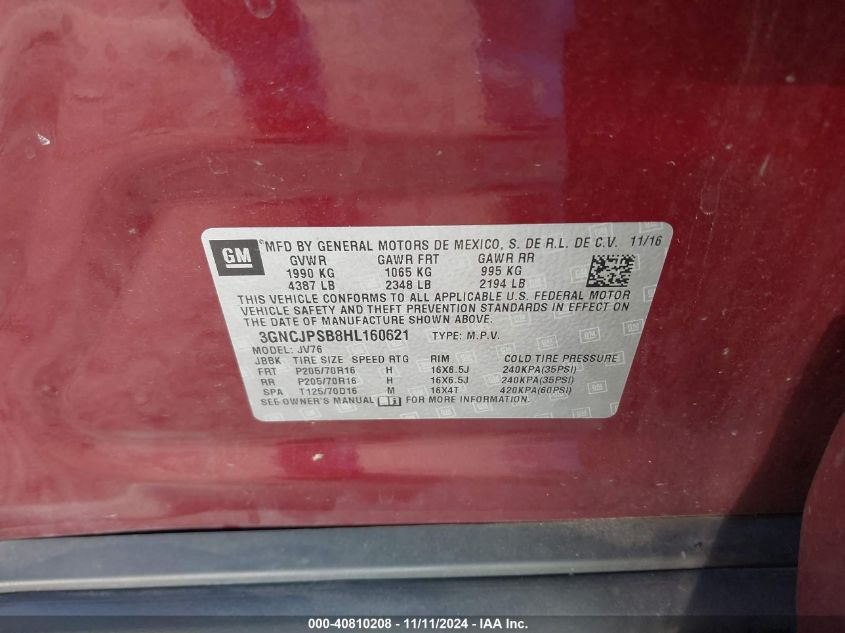 GM ©MFD BY GENERAL MOTORS DE MEXICO, S. DE R.L. DE C.V. 11/16
GVWR GAWR FRT GAWR RR
1990 KG 1065 KG 995 KG
4387 LB 2348 LB 2194 LB
THIS VEHICLE CONFORMS TO ALL APPLICABLE U.S. FEDERAL MOTOR
VEHICLE SAFETY AND THEFT PREVENTION STANDARDS IN EFFECT ON
THE DATE OF MANUFACTURE SHOWN ABOVE.
3GNCJPSB8HL160621 TYPE: M.P.V.
MODEL: JV76
JBBK TIRE SIZE SPEED RTG RIM COLD TIRE PRESSURE
FRT P205/70R16 H 16X6.5J 240KPA(35PSI)
RR P205/70R16 H 16X6.5J 240KPA(35PSI)
SPA T125/70D16 M 16X4T 420KPA(60PSI)
SEE OWNER'S MANUAL FOR MORE INFORMATION.
000-40810208 - 11/11/2024 - IAA Inc.